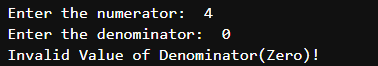 Enter the numerator:  4
Enter the denominator:  0
Invalid Value of Denominator(Zero)!